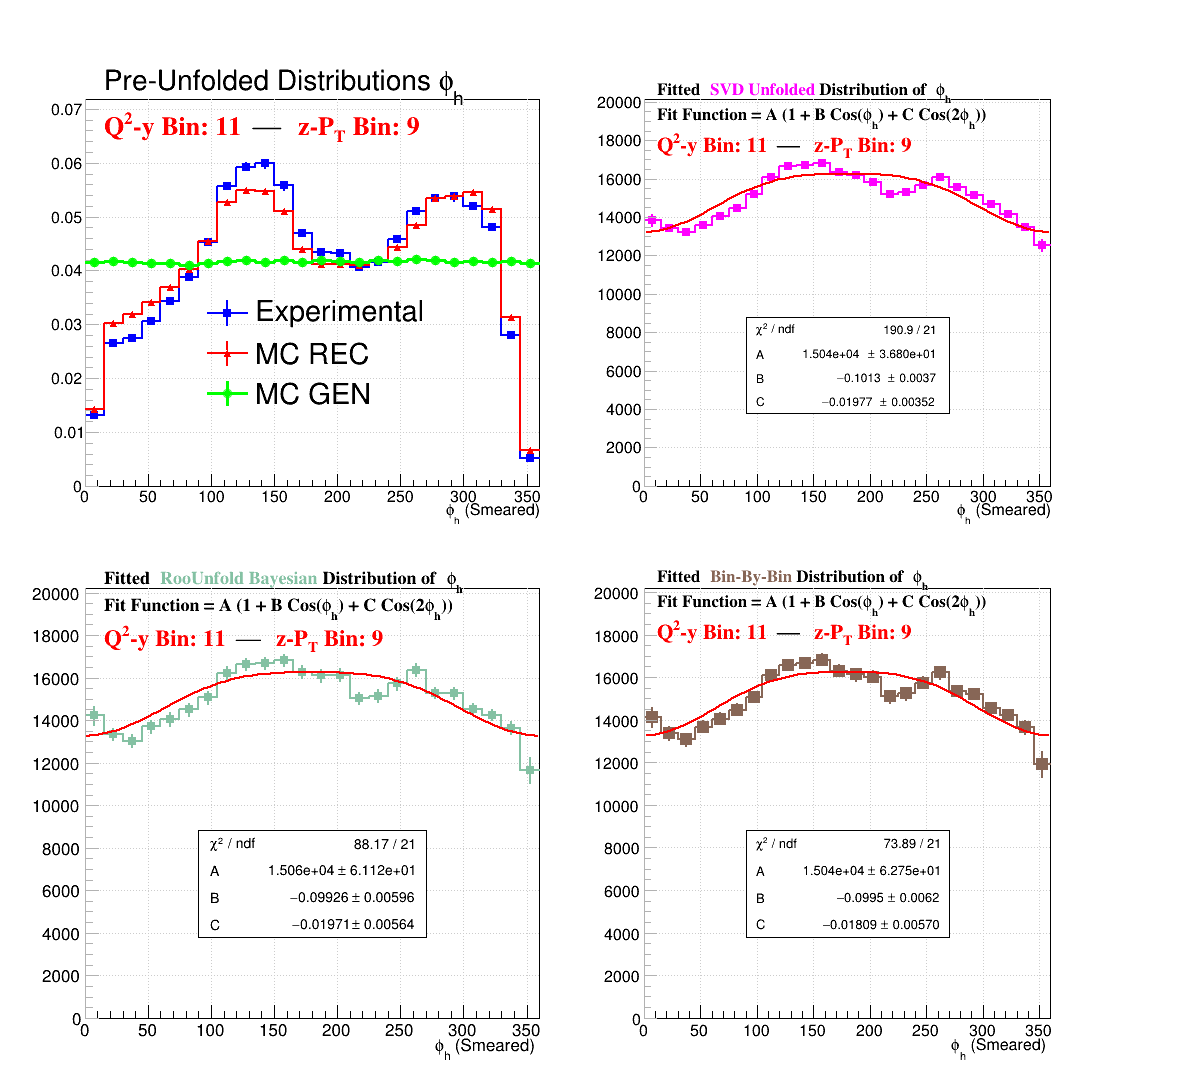 Pre-Unfolded Distributions ϕh
Q²-y Bin: 11 — z-PT Bin: 9
0.07
0.06
0.05
0.04
0.03
0.02
0.01
0
Experimental
MC REC
MC GEN
0 50 100 150 200 250 300 350
ϕh (Smeared)
Fitted SVD Unfolded Distribution of ϕh
Fit Function = A (1 + B Cos(ϕh) + C Cos(2ϕh))
Q²-y Bin: 11 — z-PT Bin: 9
20000
18000
16000
14000
12000
10000
8000
6000
4000
2000
0
χ² / ndf 190.9 / 21
A 1.504e+04 ± 3.680e+01
B −0.1013 ± 0.0037
C −0.01977 ± 0.00352
0 50 100 150 200 250 300 350
ϕh (Smeared)
Fitted RooUnfold Bayesian Distribution of ϕh
Fit Function = A (1 + B Cos(ϕh) + C Cos(2ϕh))
Q²-y Bin: 11 — z-PT Bin: 9
20000
18000
16000
14000
12000
10000
8000
6000
4000
2000
0
χ² / ndf 88.17 / 21
A 1.506e+04 ± 6.112e+01
B −0.09926 ± 0.00596
C −0.01971 ± 0.00564
0 50 100 150 200 250 300 350
ϕh (Smeared)
Fitted Bin-By-Bin Distribution of ϕh
Fit Function = A (1 + B Cos(ϕh) + C Cos(2ϕh))
Q²-y Bin: 11 — z-PT Bin: 9
20000
18000
16000
14000
12000
10000
8000
6000
4000
2000
0
χ² / ndf 73.89 / 21
A 1.504e+04 ± 6.275e+01
B −0.0995 ± 0.0062
C −0.01809 ± 0.00570
0 50 100 150 200 250 300 350
ϕh (Smeared)